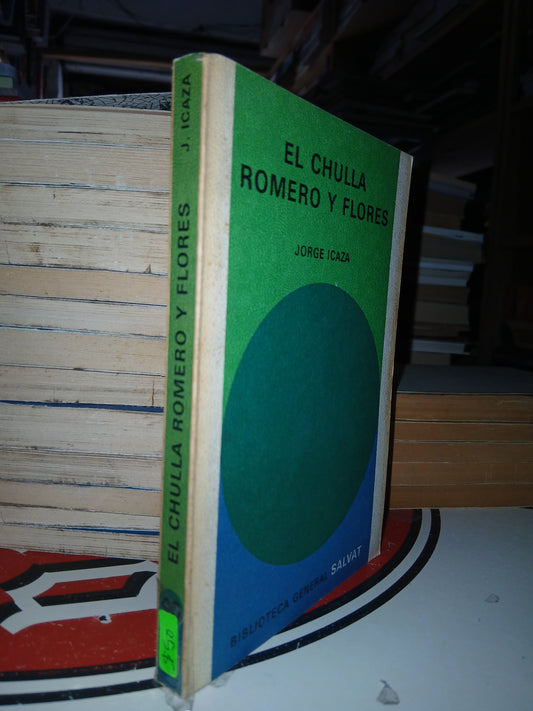 EL CHULLA
ROMERO Y FLORES
JORGE ICAZA
BIBLIOTECA GENERAL SALVAT
EL CHULLA ROMERO Y FLORES J. ICAZA